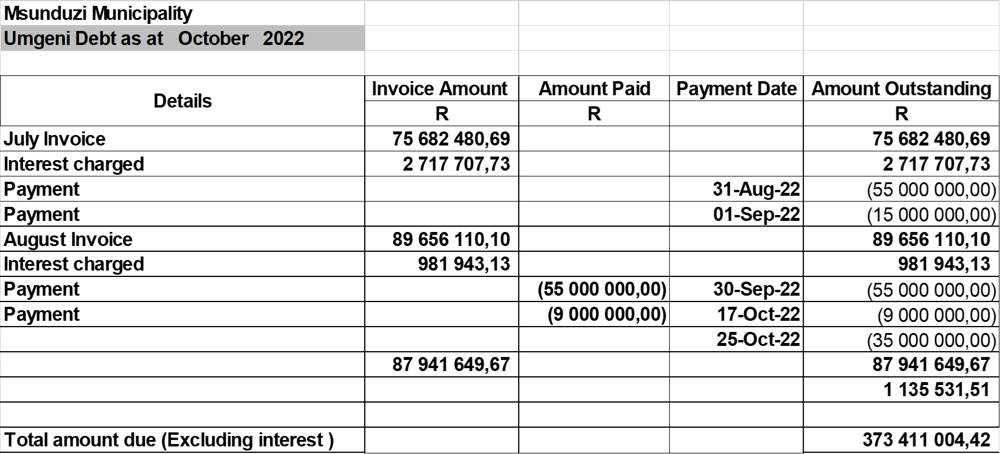 Msunduzi Municipality
Umgeni Debt as at October 2022
Details Invoice Amount Amount Paid Payment Date Amount Outstanding
R R R
July Invoice 75 682 480,69 75 682 480,69
Interest charged 2 717 707,73 2 717 707,73
Payment 31-Aug-22 (55 000 000,00)
Payment 01-Sep-22 (15 000 000,00)
August Invoice 89 656 110,10 89 656 110,10
Interest charged 981 943,13 981 943,13
Payment (55 000 000,00) 30-Sep-22 (55 000 000,00)
Payment (9 000 000,00) 17-Oct-22 (9 000 000,00)
25-Oct-22 (35 000 000,00)
87 941 649,67 87 941 649,67
1 135 531,51
Total amount due (Excluding interest ) 373 411 004,42